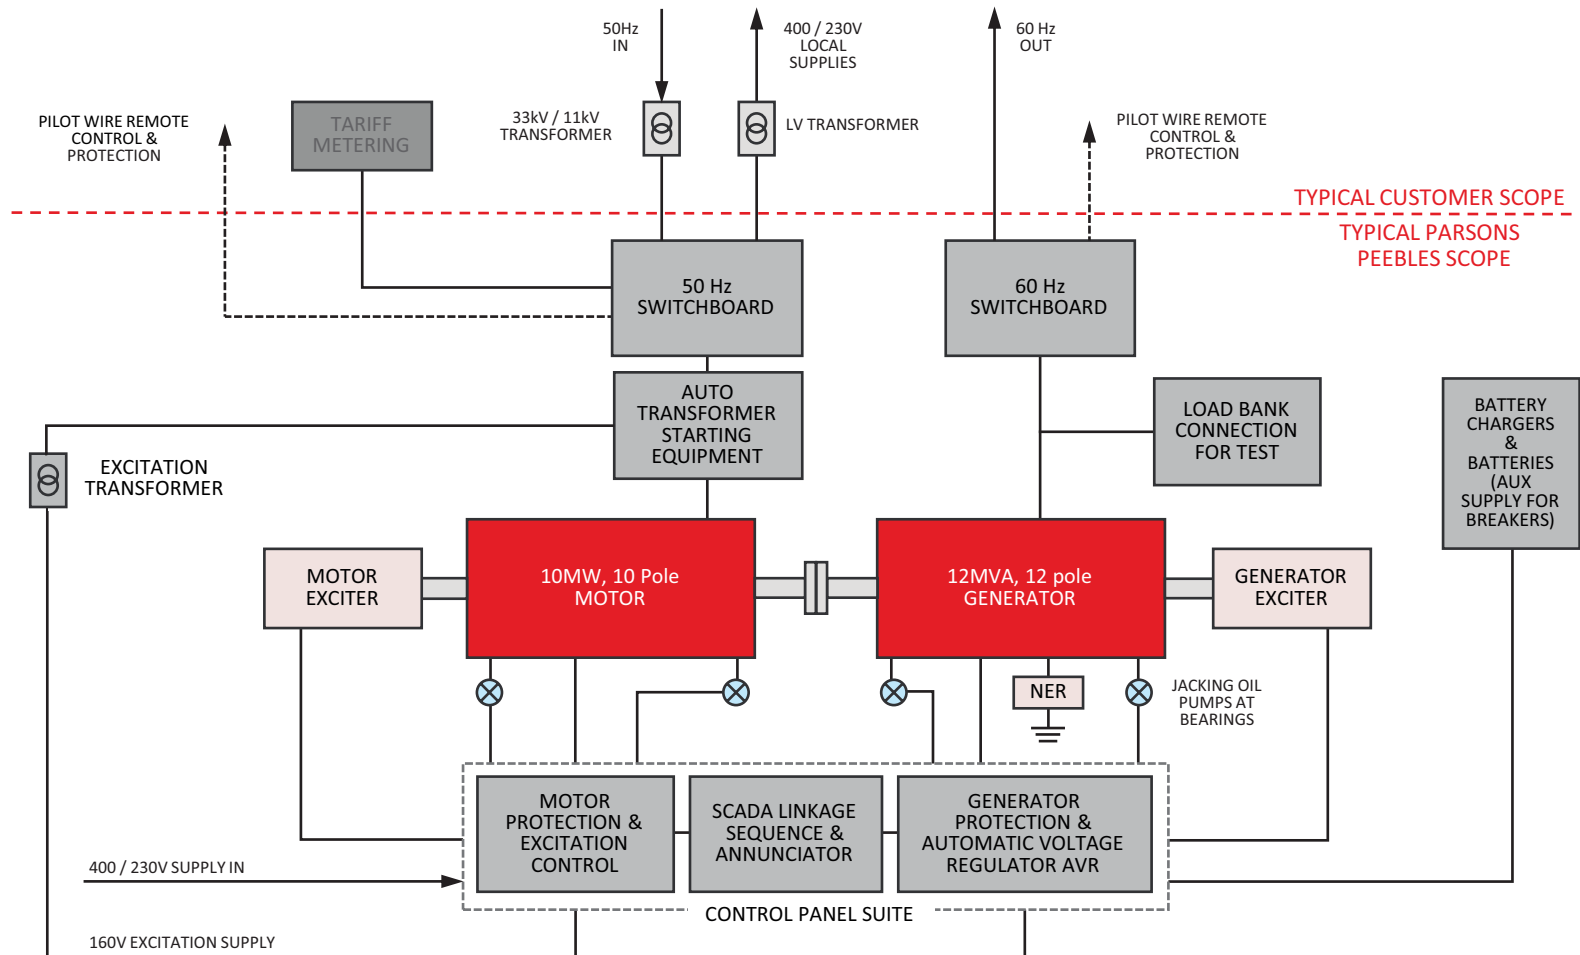 50Hz
IN
400 / 230V
LOCAL
SUPPLIES
60 Hz
OUT
PILOT WIRE REMOTE
CONTROL &
PROTECTION
TARIFF
METERING
33kV / 11kV
TRANSFORMER
LV TRANSFORMER
PILOT WIRE REMOTE
CONTROL &
PROTECTION
TYPICAL CUSTOMER SCOPE
TYPICAL PARSONS
PEEBLES SCOPE
50 Hz
SWITCHBOARD
60 Hz
SWITCHBOARD
AUTO
TRANSFORMER
STARTING
EQUIPMENT
LOAD BANK
CONNECTION
FOR TEST
BATTERY
CHARGERS
&
BATTERIES
(AUX
SUPPLY FOR
BREAKERS)
EXCITATION
TRANSFORMER
MOTOR
EXCITER
10MW, 10 Pole
MOTOR
12MVA, 12 pole
GENERATOR
GENERATOR
EXCITER
NER
JACKING OIL
PUMPS AT
BEARINGS
MOTOR
PROTECTION &
EXCITATION
CONTROL
SCADA LINKAGE
SEQUENCE &
ANNUNCIATOR
GENERATOR
PROTECTION &
AUTOMATIC VOLTAGE
REGULATOR AVR
400 / 230V SUPPLY IN
CONTROL PANEL SUITE
160V EXCITATION SUPPLY